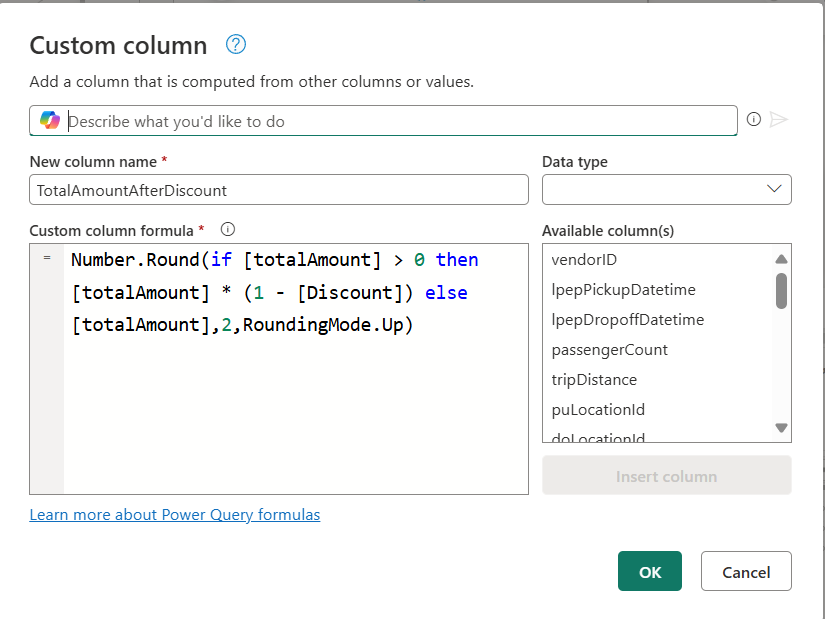 Custom column
Add a column that is computed from other columns or values.
Describe what you'd like to do
New column name *
Data type
TotalAmountAfterDiscount
Custom column formula *
Available column(s)
= Number.Round(if [totalAmount] > 0 then
[totalAmount] * (1 - [Discount]) else
[totalAmount],2,RoundingMode.Up)
vendorID
lpepPickupDatetime
lpepDropoffDatetime
passengerCount
tripDistance
puLocationId
doLocationId
Insert column
Learn more about Power Query formulas
OK
Cancel